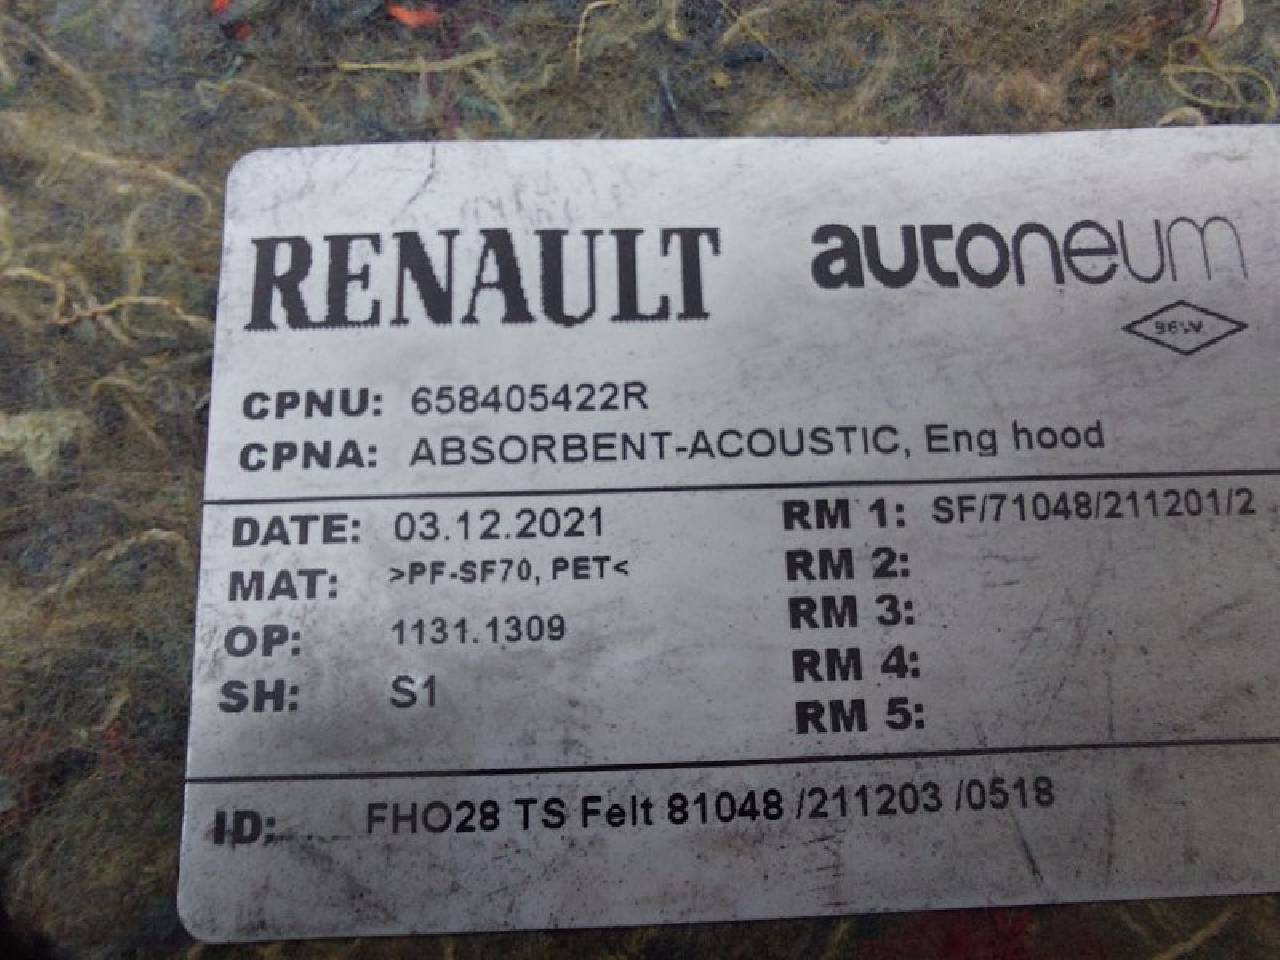 RENAULT autoneum
CPNU: 658405422R
CPNA: ABSORBENT-ACOUSTIC, Eng hood
DATE: 03.12.2021 RM 1: SF/71048/211201/2
MAT: >PF-SF70, PET< RM 2:
RM 3:
OP: 1131.1309
RM 4:
SH: S1
RM 5:
ID: FHO28 TS Felt 81048 /211203 /0518